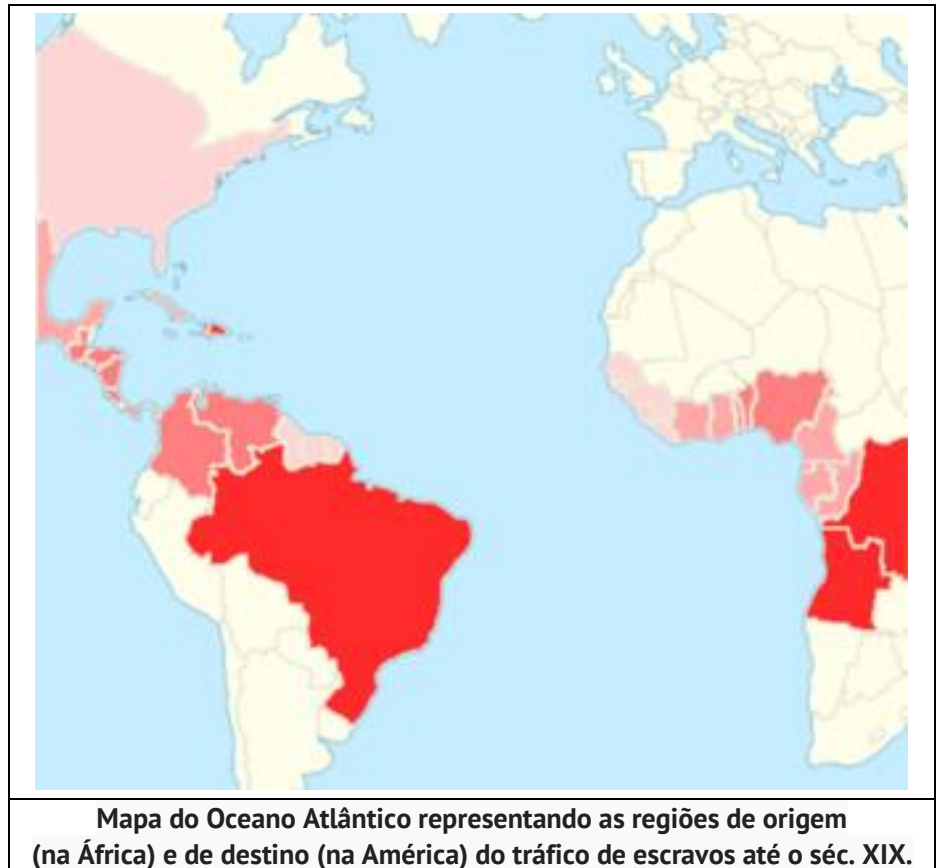 Mapa do Oceano Atlântico representando as regiões de origem
(na África) e de destino (na América) do tráfico de escravos até o séc. XIX.